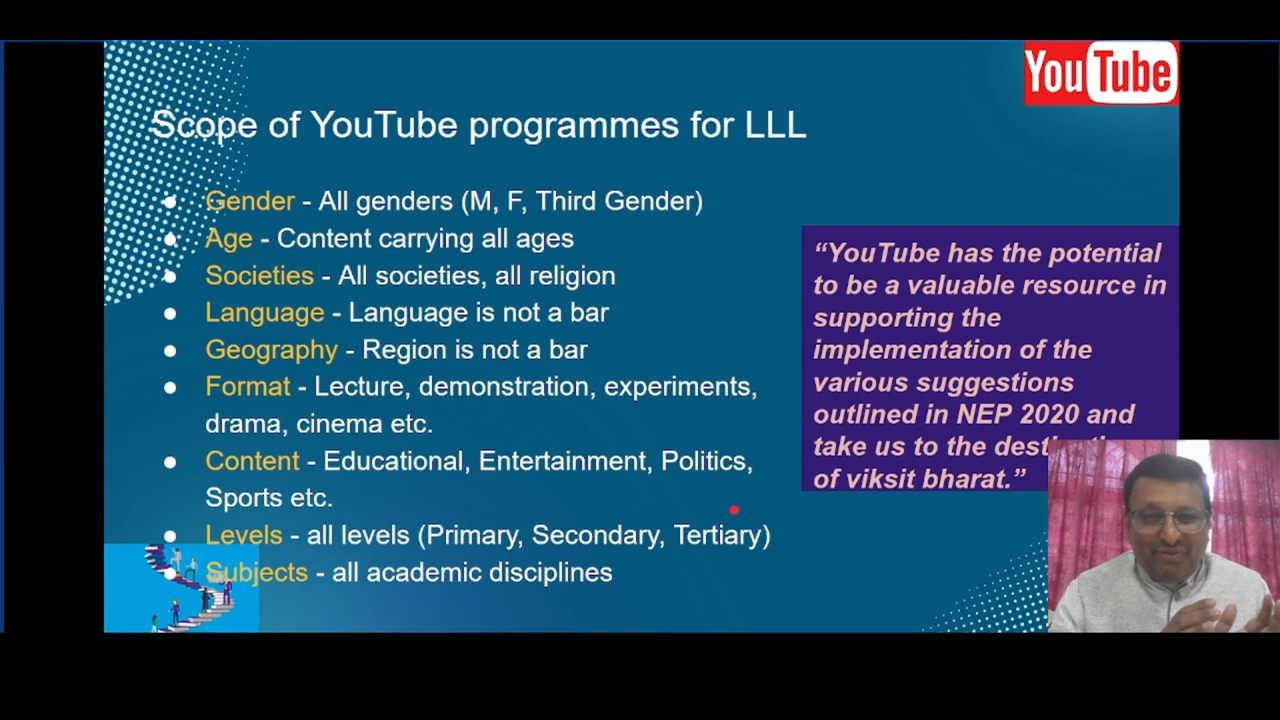 YouTube
Scope of YouTube programmes for LLL
● Gender - All genders (M, F, Third Gender)
● Age - Content carrying all ages
● Societies - All societies, all religion
● Language - Language is not a bar
● Geography - Region is not a bar
● Format - Lecture, demonstration, experiments,
drama, cinema etc.
● Content - Educational, Entertainment, Politics,
Sports etc.
● Levels - all levels (Primary, Secondary, Tertiary)
● Subjects - all academic disciplines
“YouTube has the potential
to be a valuable resource in
supporting the
implementation of the
various suggestions
outlined in NEP 2020 and
take us to the
of viksit bharat.”